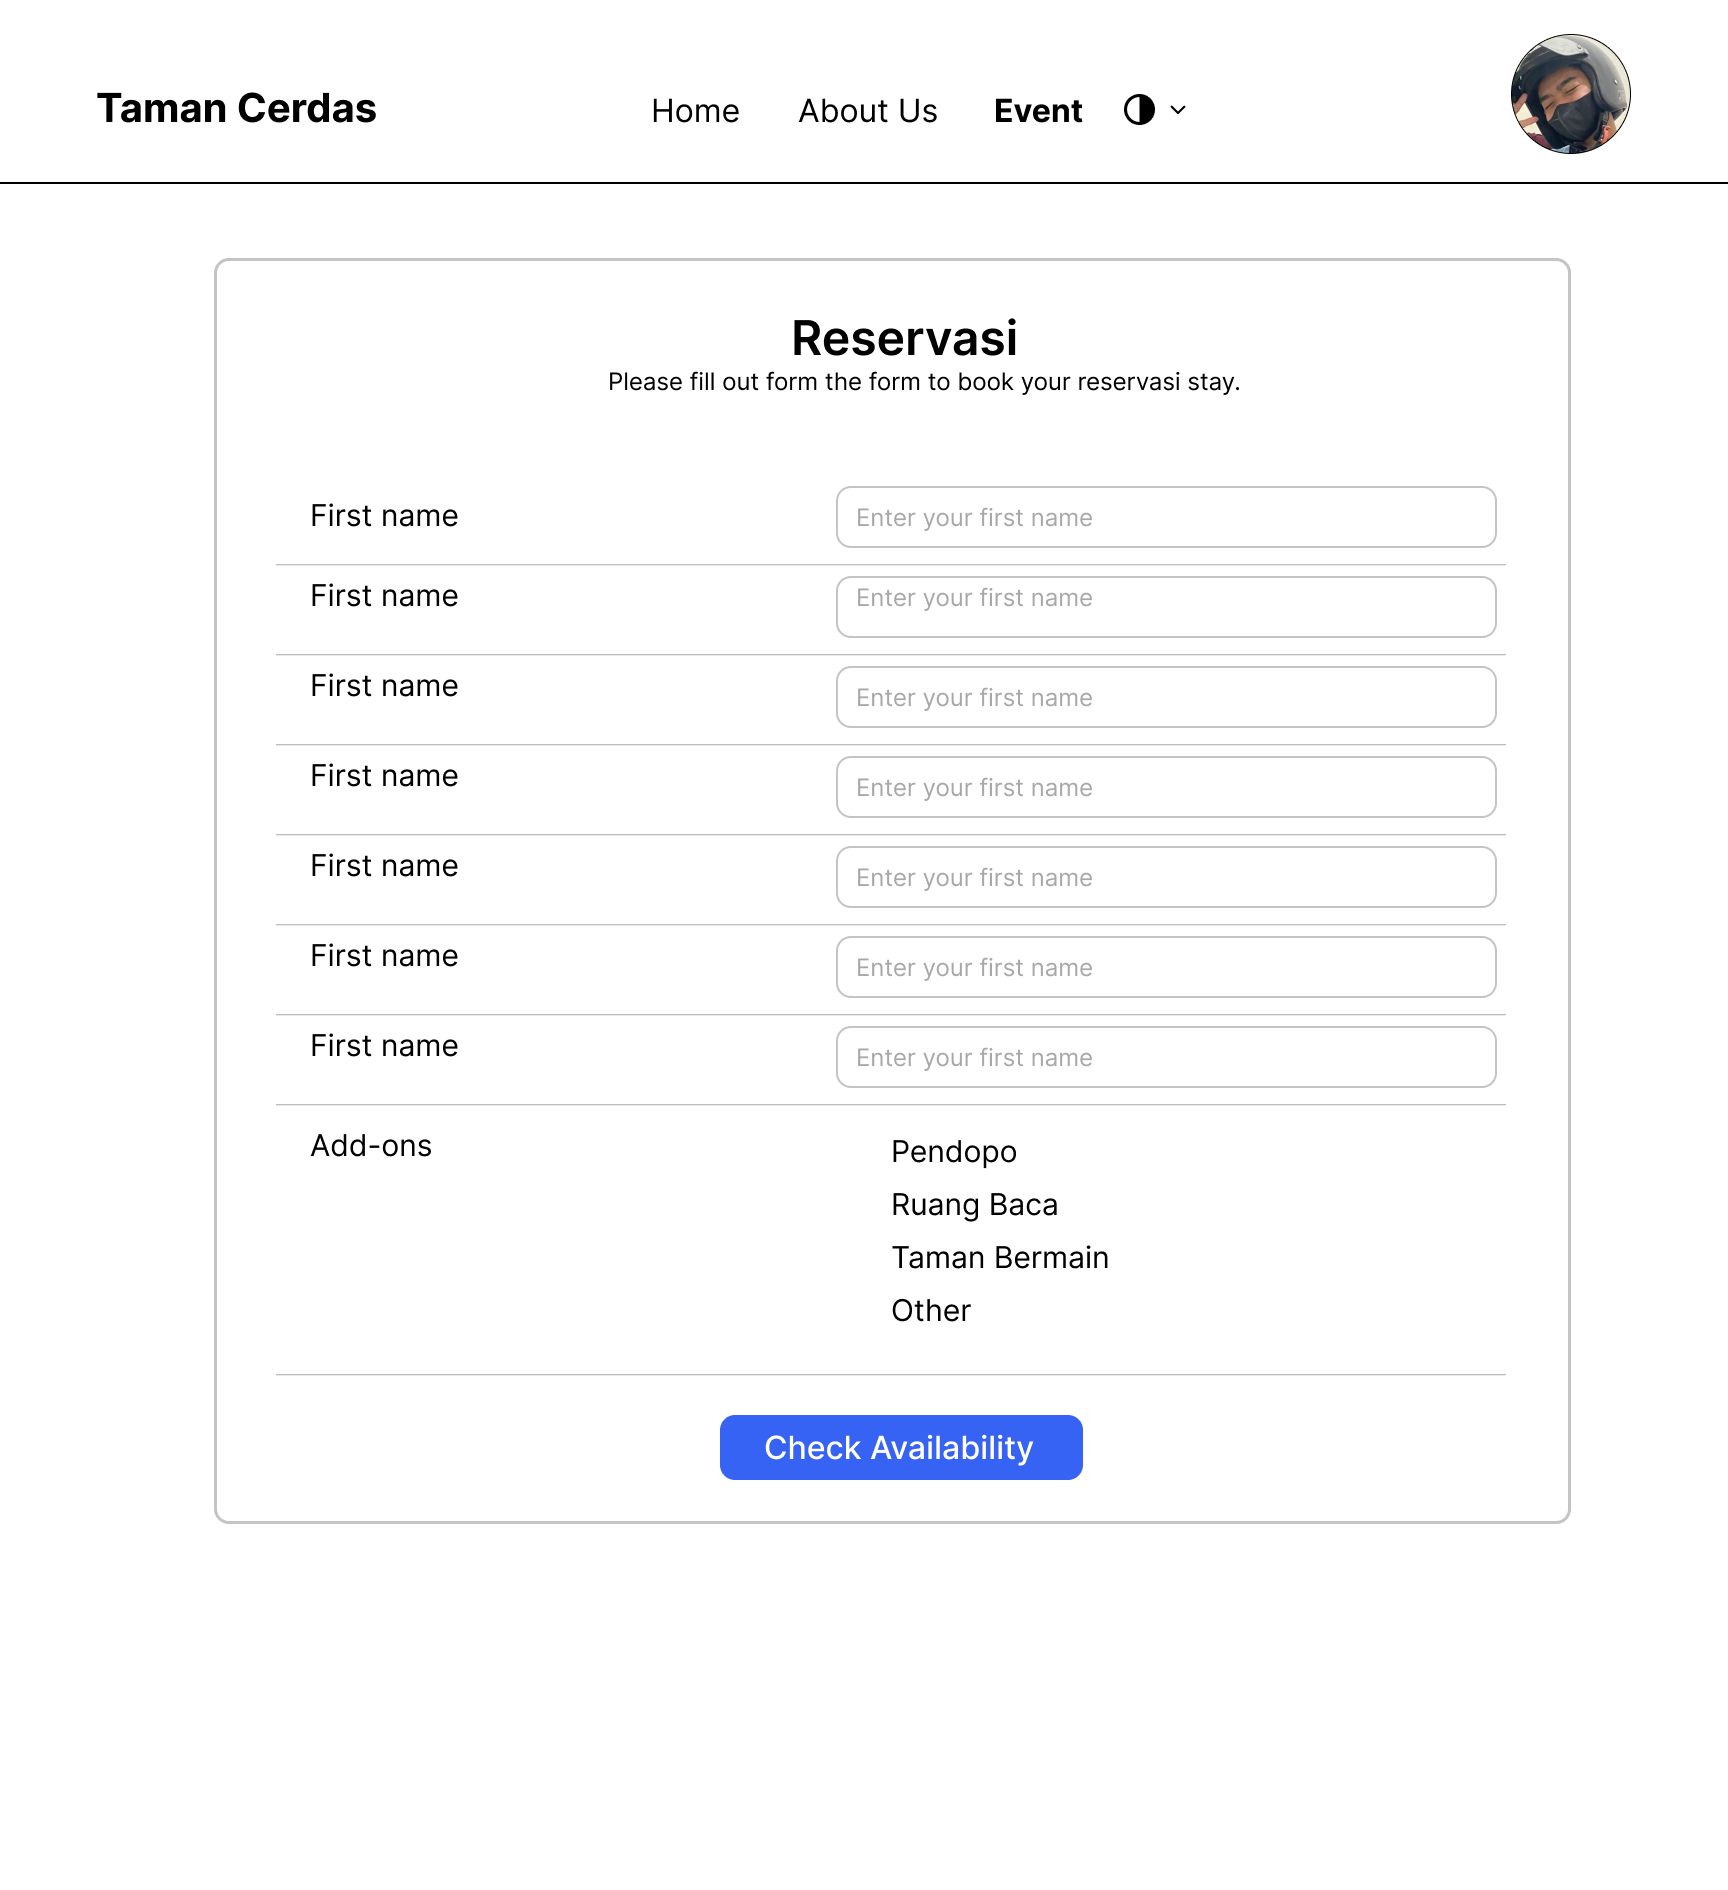 Taman Cerdas
Home About Us Event
Reservasi
Please fill out form the form to book your reservasi stay.
First name Enter your first name
First name Enter your first name
First name Enter your first name
First name Enter your first name
First name Enter your first name
First name Enter your first name
First name Enter your first name
Add-ons
Pendopo
Ruang Baca
Taman Bermain
Other
Check Availability